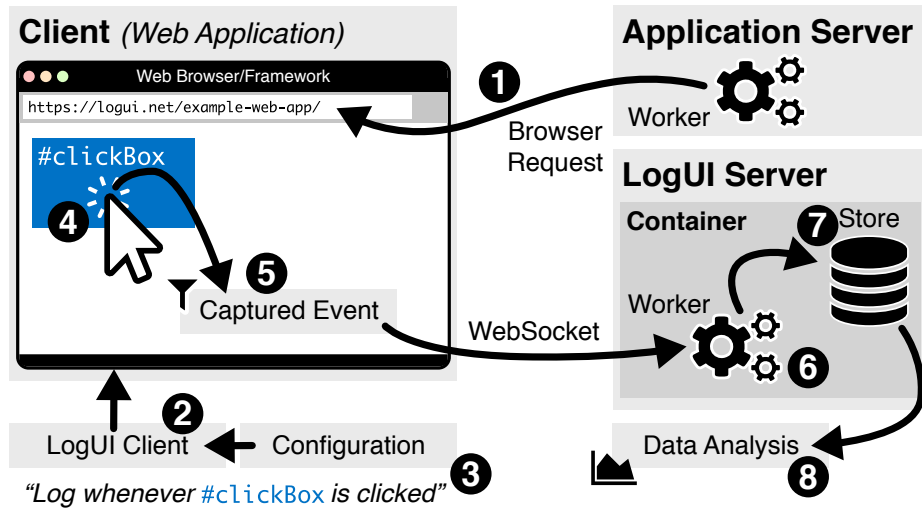 Client (Web Application)
Web Browser/Framework
https://logui.net/example-web-app/
#clickBox
4
5
Captured Event
1
Browser
Request
Application Server
Worker
LogUI Server
Container
7
Store
Worker
6
WebSocket
2
LogUI Client
Configuration
3
“Log whenever #clickBox is clicked”
Data Analysis
8